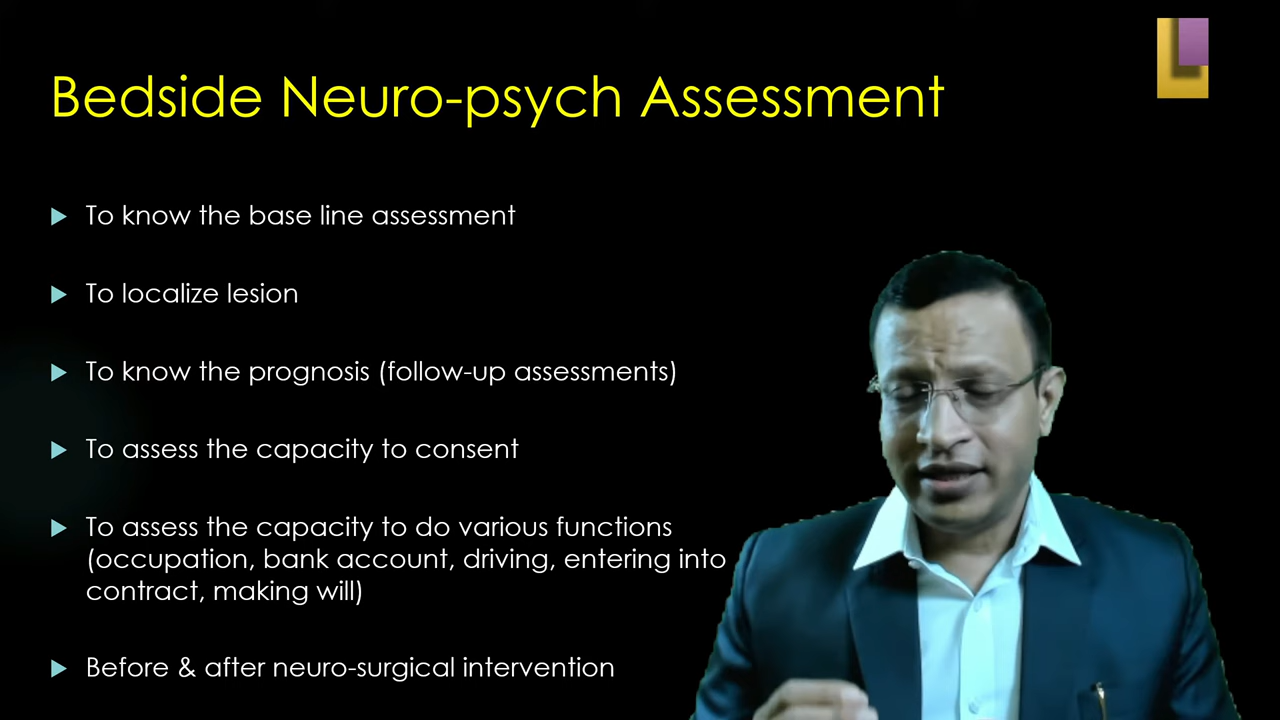 Bedside Neuro-psych Assessment
To know the base line assessment
To localize lesion
To know the prognosis (follow-up assessments)
To assess the capacity to consent
To assess the capacity to do various functions
(occupation, bank account, driving, entering into
contract, making will)
Before & after neuro-surgical intervention